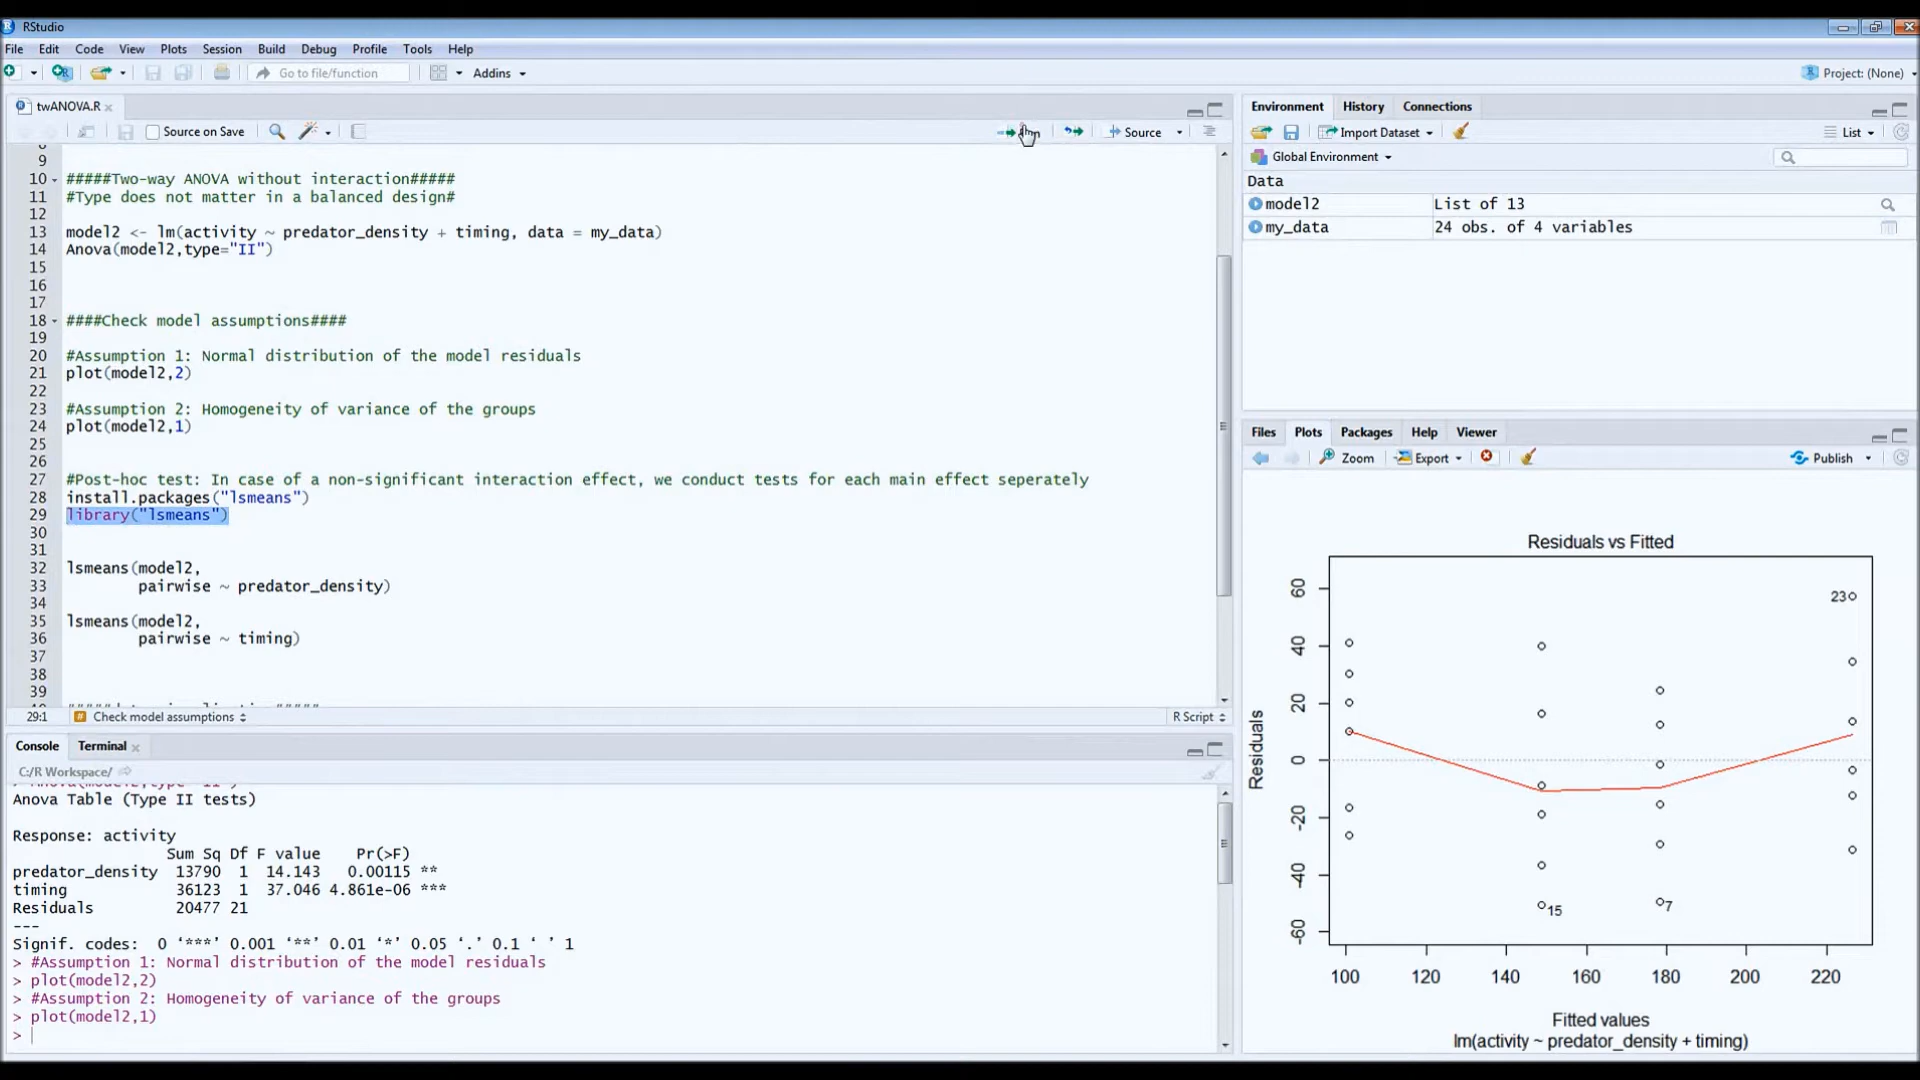 RStudio
File Edit Code View Plots Session Build Debug Profile Tools Help
Go to file/function Addins Project: (None)
twANOVA.R
Source on Save Source
9
10 #####Two-way ANOVA without interaction#####
11 #Type does not matter in a balanced design#
12
13 model2 <- lm(activity ~ predator_density + timing, data = my_data)
14 Anova(model2,type="II")
15
16
17
18 ####Check model assumptions####
19
20 #Assumption 1: Normal distribution of the model residuals
21 plot(model2,2)
22
23 #Assumption 2: Homogeneity of variance of the groups
24 plot(model2,1)
25
26
27 #Post-hoc test: In case of a non-significant interaction effect, we conduct tests for each main effect seperately
28 install.packages("lsmeans")
29 library("lsmeans")
30
31
32 lsmeans(model2,
33 pairwise ~ predator_density)
34
35 lsmeans(model2,
36 pairwise ~ timing)
37
38
39
29:1 # Check model assumptions R Script
Console Terminal
C:/R Workspace/
Anova Table (Type II tests)
Response: activity
Sum Sq Df F value Pr(>F)
predator_density 13790 1 14.143 0.00115 **
timing 36123 1 37.046 4.861e-06 ***
Residuals 20477 21
---
Signif. codes: 0 ‘***’ 0.001 ‘**’ 0.01 ‘*’ 0.05 ‘.’ 0.1 ‘ ’ 1
> #Assumption 1: Normal distribution of the model residuals
> plot(model2,2)
> #Assumption 2: Homogeneity of variance of the groups
> plot(model2,1)
>
Environment History Connections
Import Dataset List
Global Environment
Data
model2 List of 13
my_data 24 obs. of 4 variables
Files Plots Packages Help Viewer
Zoom Export Publish
Residuals vs Fitted
Residuals
60
40
20
0
-20
-40
-60
23
15
7
100 120 140 160 180 200 220
Fitted values
lm(activity ~ predator_density + timing)